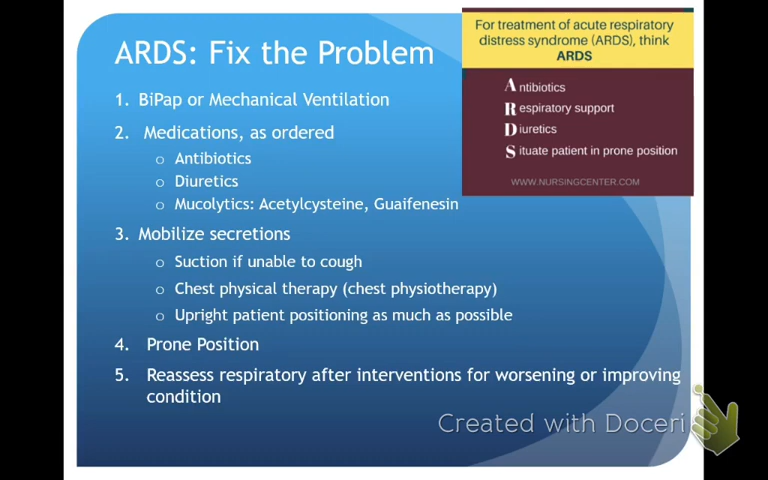 ARDS: Fix the Problem
1. BiPap or Mechanical Ventilation
2. Medications, as ordered
o Antibiotics
o Diuretics
o Mucolytics: Acetylcysteine, Guaifenesin
3. Mobilize secretions
o Suction if unable to cough
o Chest physical therapy (chest physiotherapy)
o Upright patient positioning as much as possible
4. Prone Position
5. Reassess respiratory after interventions for worsening or improving
condition
For treatment of acute respiratory
distress syndrome (ARDS), think
ARDS
Antibiotics
Respiratory support
Diuretics
Situate patient in prone position
WWW.NURSINGCENTER.COM
Created with Doceri